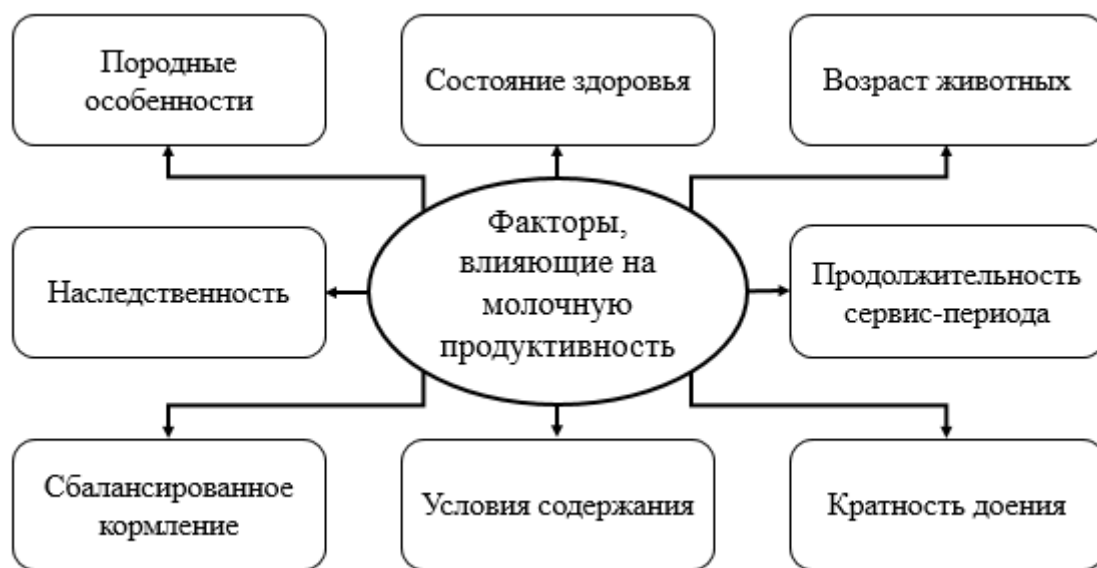 Породные
особенности
Состояние здоровья
Возраст животных
Факторы,
влияющие на
молочную
продуктивность
Наследственность
Продолжительность
сервис-периода
Сбалансированное
кормление
Условия содержания
Кратность доения